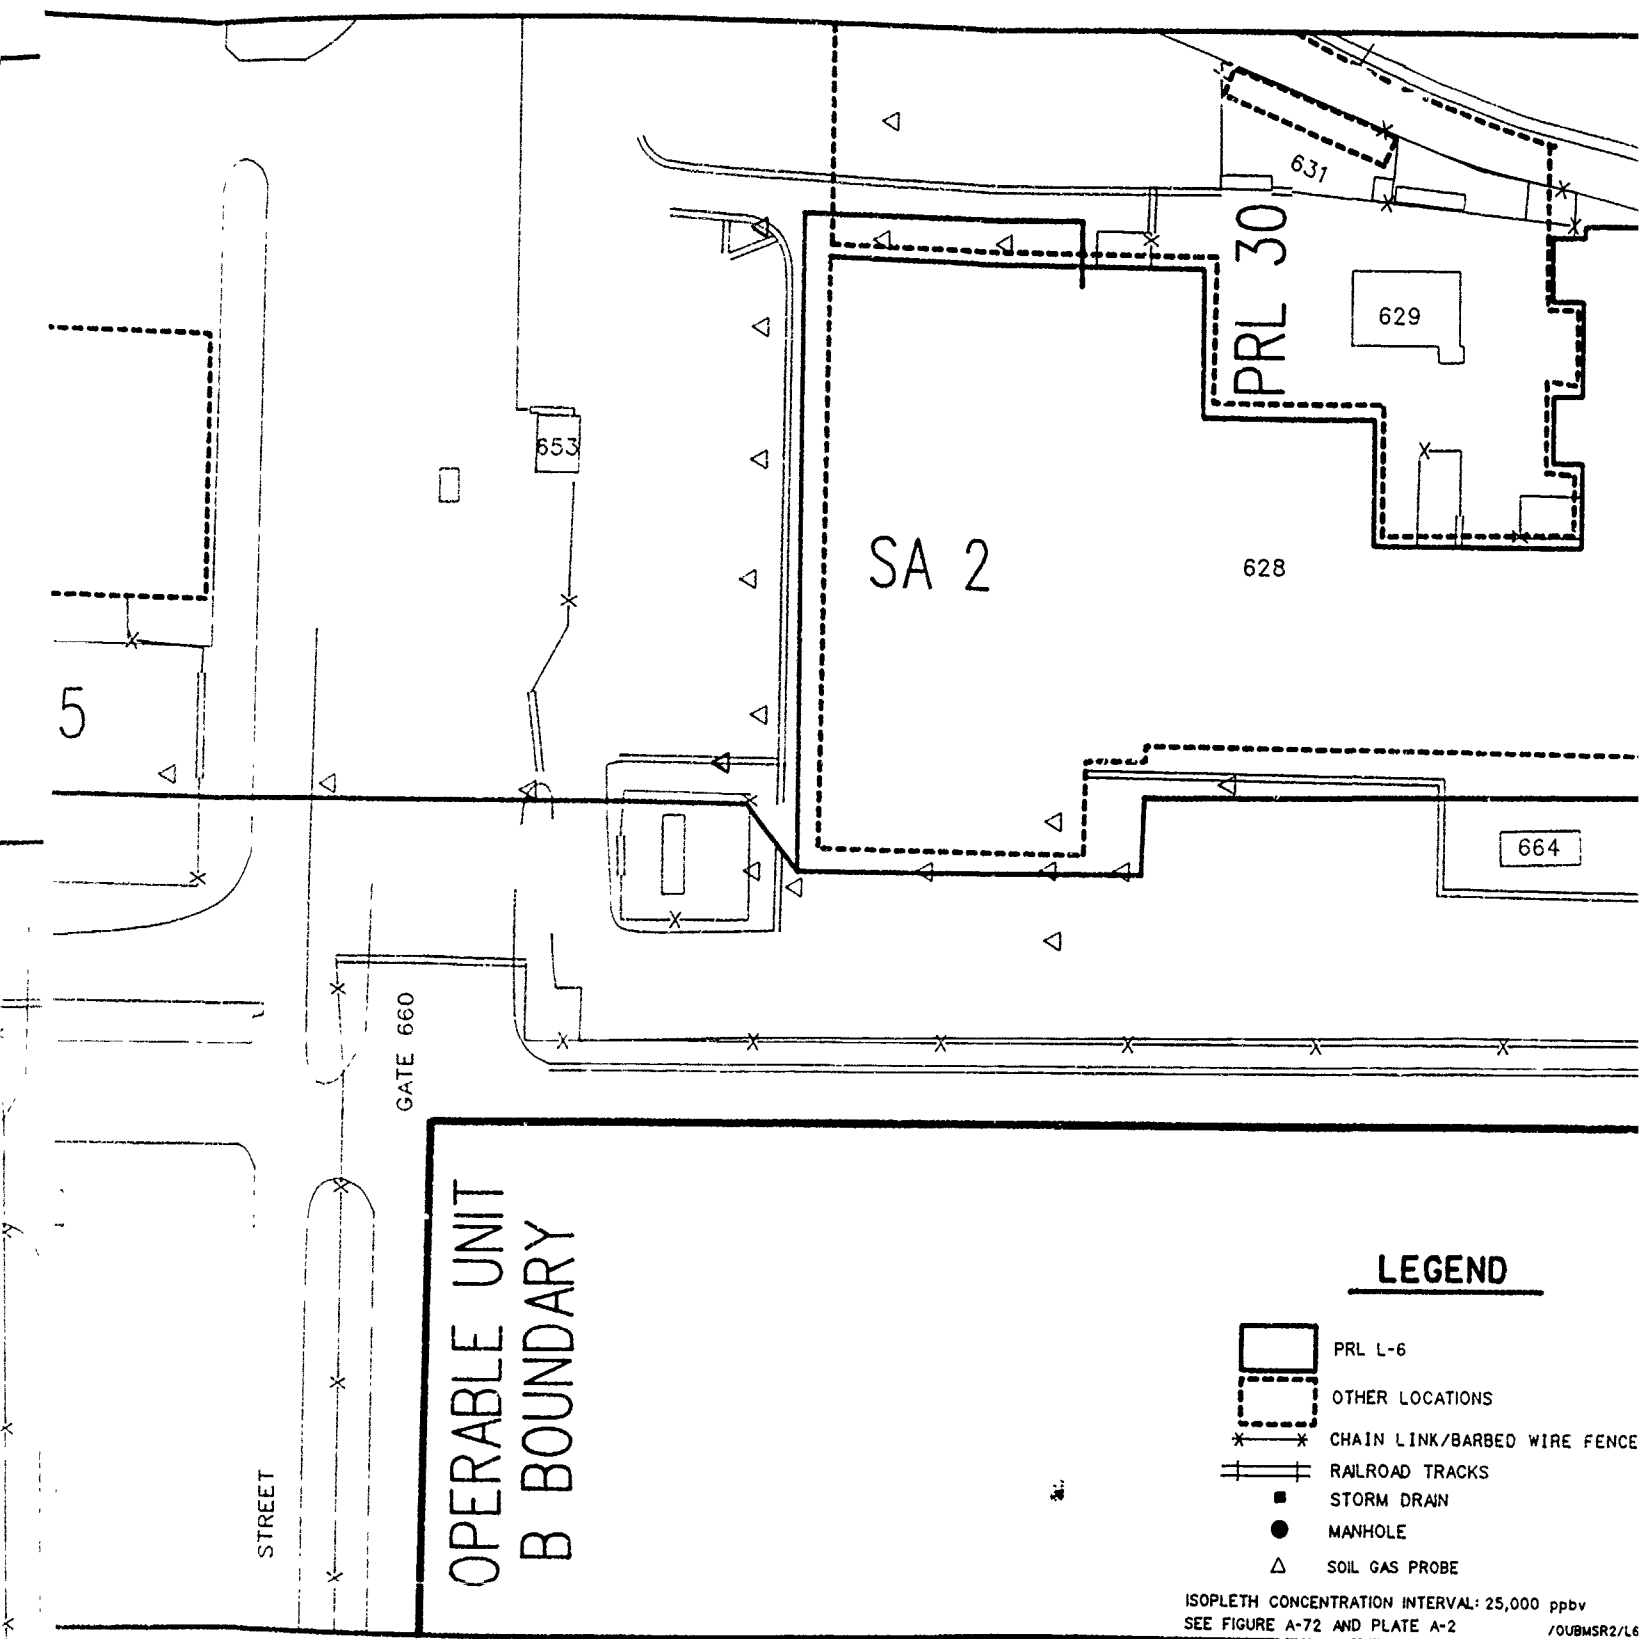 631
PRL 30
629
653
SA 2
628
5
664
GATE 660
OPERABLE UNIT
B BOUNDARY
STREET
LEGEND
PRL L-6
OTHER LOCATIONS
CHAIN LINK/BARBED WIRE FENCE
RAILROAD TRACKS
STORM DRAIN
MANHOLE
SOIL GAS PROBE
ISOPLETH CONCENTRATION INTERVAL: 25,000 ppbv
SEE FIGURE A-72 AND PLATE A-2
/OUBMSR2/L6